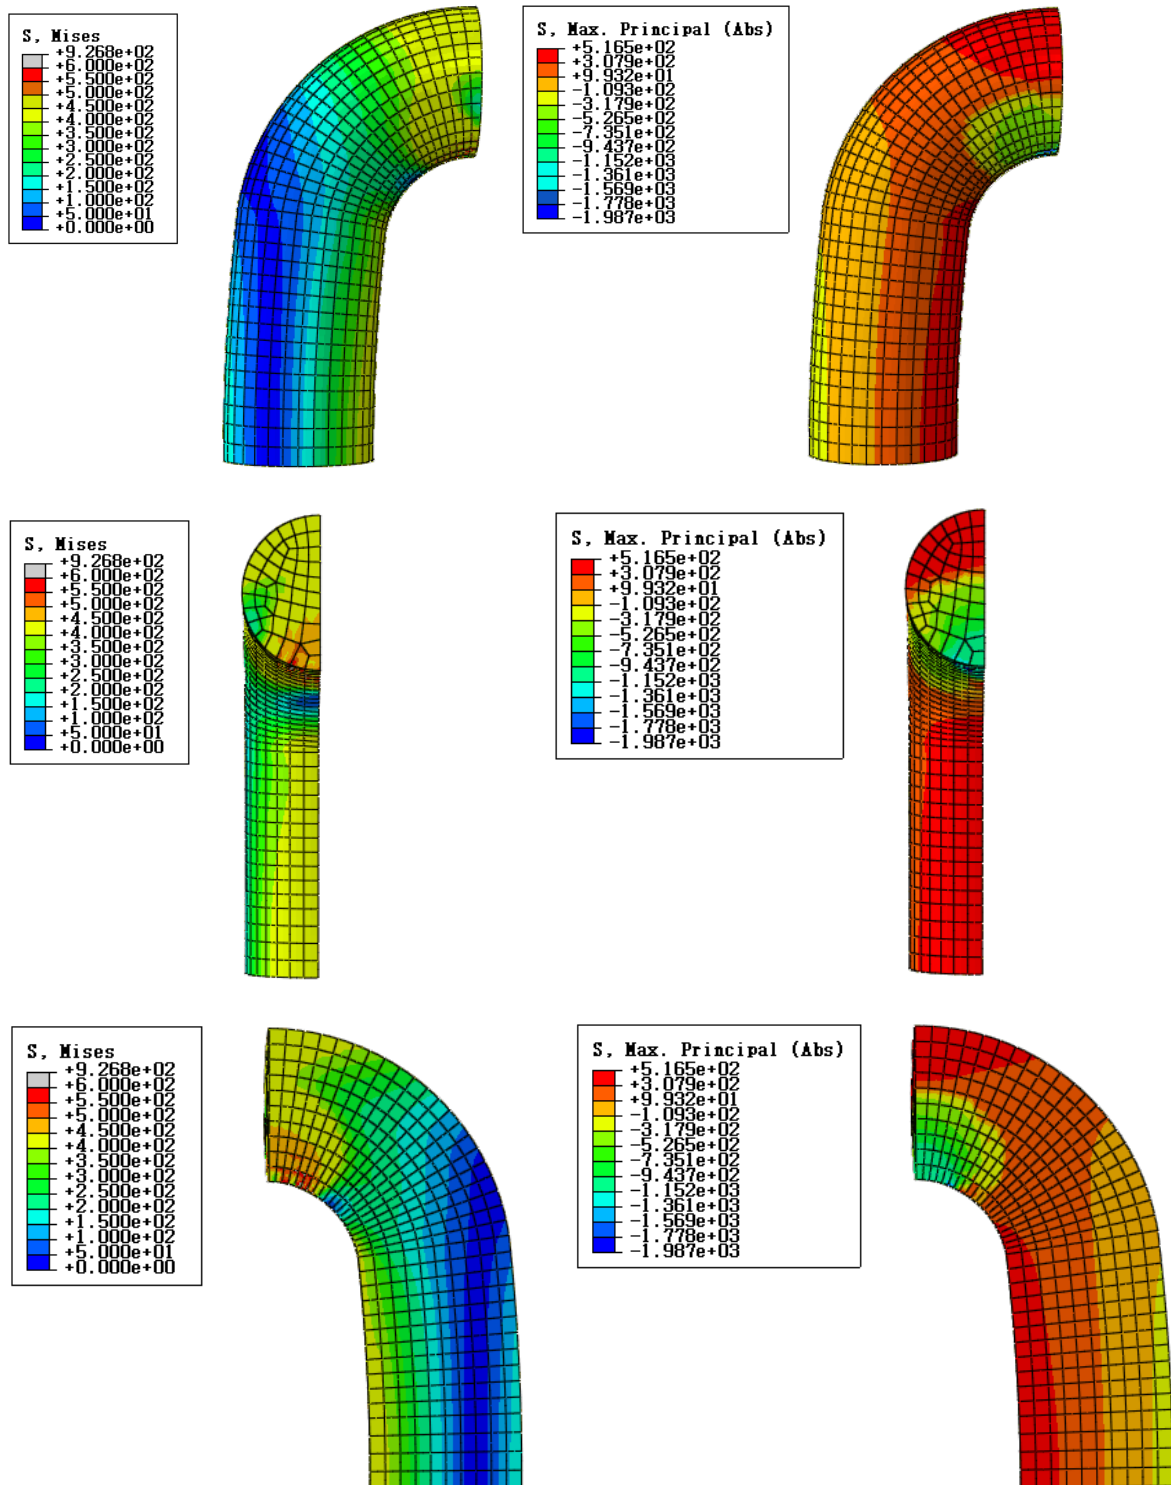 S, Mises
+9.268e+02
+6.000e+02
+5.500e+02
+5.000e+02
+4.500e+02
+4.000e+02
+3.500e+02
+3.000e+02
+2.500e+02
+2.000e+02
+1.500e+02
+1.000e+02
+5.000e+01
+0.000e+00
S, Max. Principal (Abs)
+5.165e+02
+3.079e+02
+9.932e+01
-1.093e+02
-3.179e+02
-5.265e+02
-7.351e+02
-9.437e+02
-1.152e+03
-1.361e+03
-1.569e+03
-1.778e+03
-1.987e+03
S, Mises
+9.268e+02
+6.000e+02
+5.500e+02
+5.000e+02
+4.500e+02
+4.000e+02
+3.500e+02
+3.000e+02
+2.500e+02
+2.000e+02
+1.500e+02
+1.000e+02
+5.000e+01
+0.000e+00
S, Max. Principal (Abs)
+5.165e+02
+3.079e+02
+9.932e+01
-1.093e+02
-3.179e+02
-5.265e+02
-7.351e+02
-9.437e+02
-1.152e+03
-1.361e+03
-1.569e+03
-1.778e+03
-1.987e+03
S, Mises
+9.268e+02
+6.000e+02
+5.500e+02
+5.000e+02
+4.500e+02
+4.000e+02
+3.500e+02
+3.000e+02
+2.500e+02
+2.000e+02
+1.500e+02
+1.000e+02
+5.000e+01
+0.000e+00
S, Max. Principal (Abs)
+5.165e+02
+3.079e+02
+9.932e+01
-1.093e+02
-3.179e+02
-5.265e+02
-7.351e+02
-9.437e+02
-1.152e+03
-1.361e+03
-1.569e+03
-1.778e+03
-1.987e+03